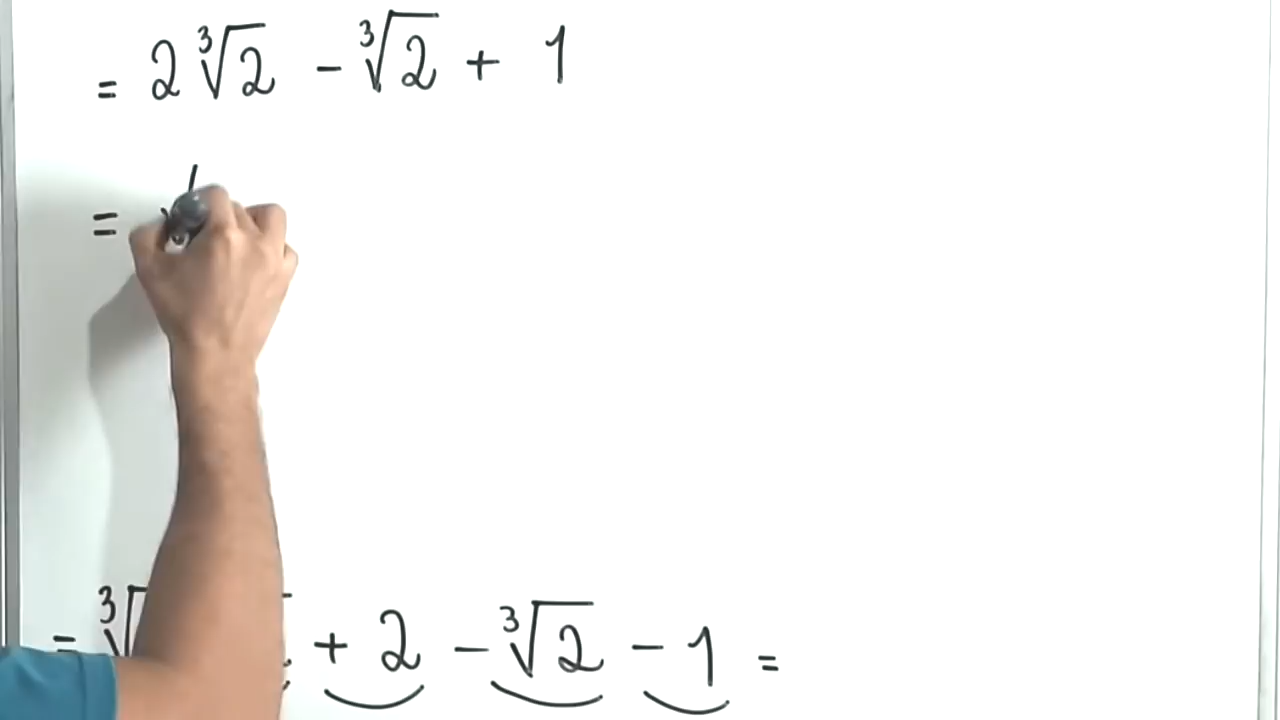 = 2∛2 - ∛2 + 1
=
= ∛ + 2 - ∛2 - 1 =